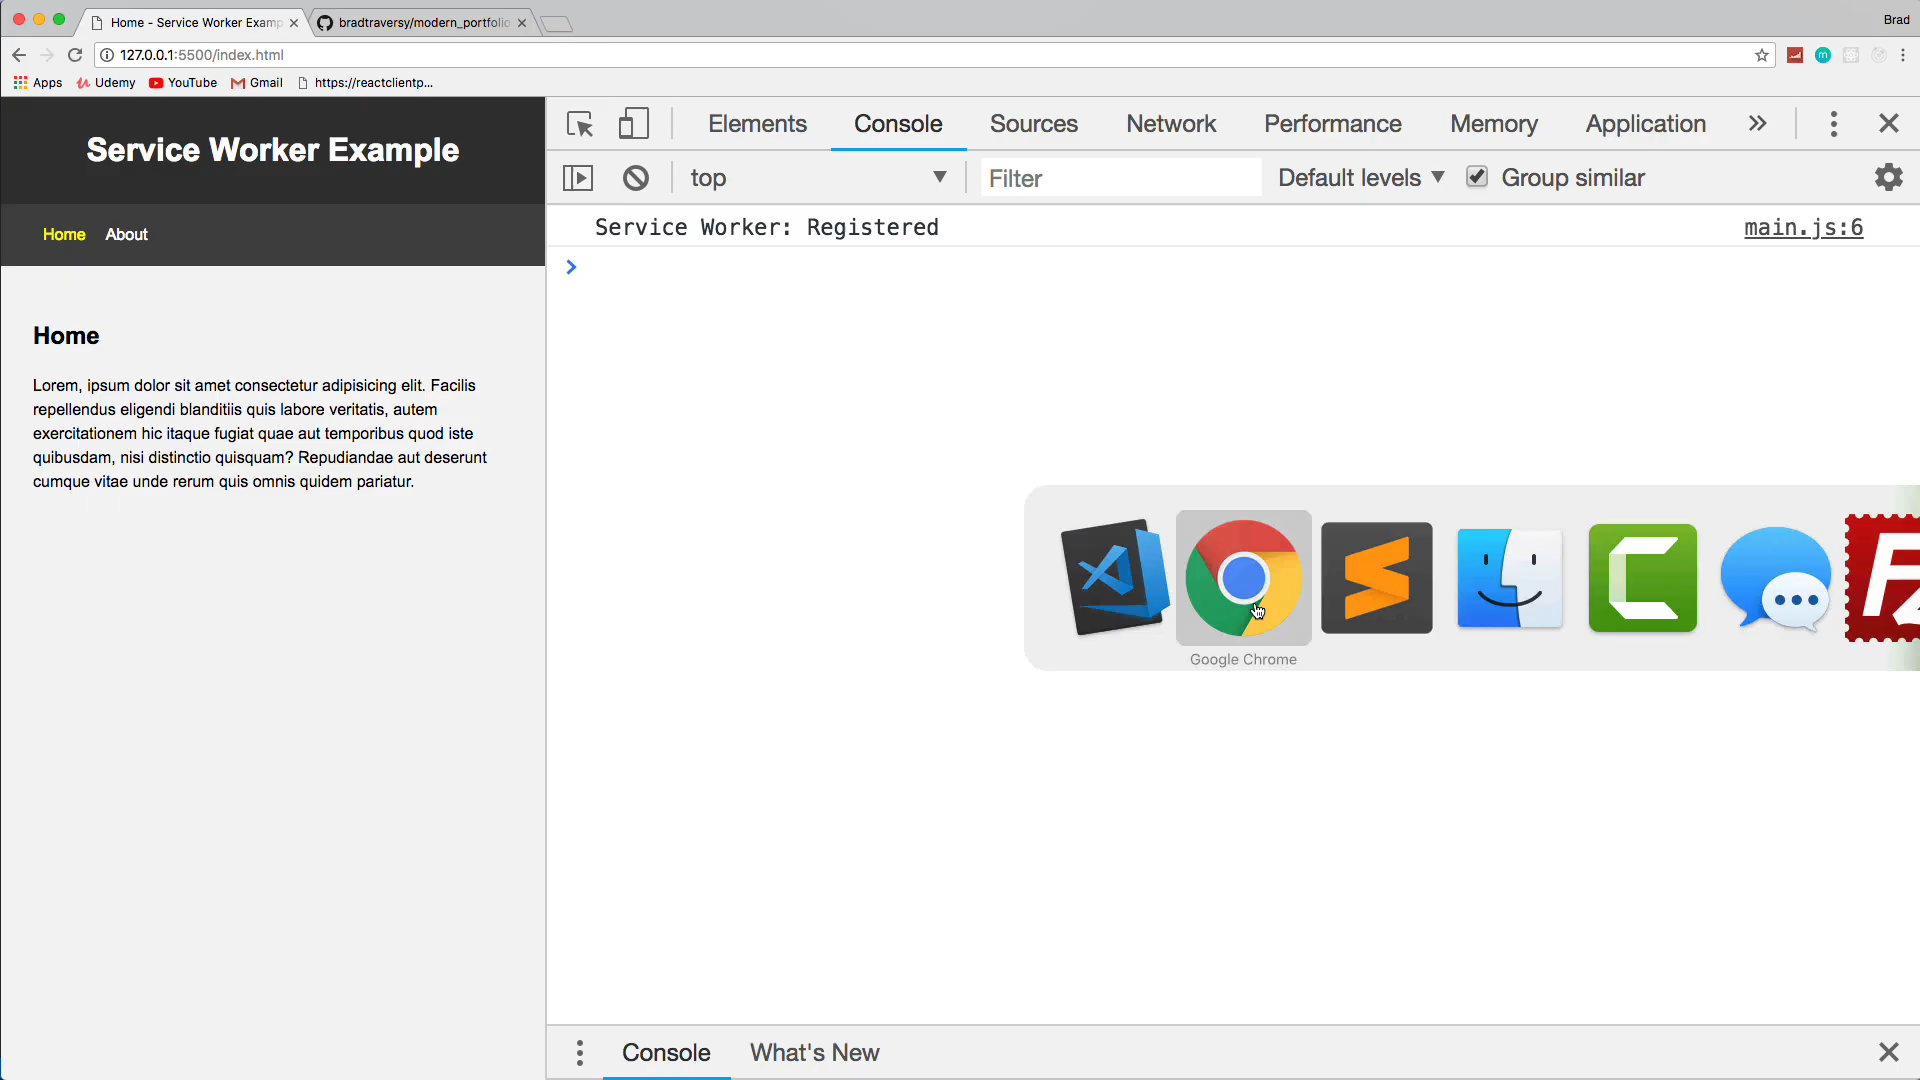 Home - Service Worker Examp
bradtraversy/modern_portfolio
Brad
127.0.0.1:5500/index.html
Apps
Udemy
YouTube
Gmail
https://reactclientp...
Service Worker Example
Home
About
Home
Lorem, ipsum dolor sit amet consectetur adipisicing elit. Facilis
repellendus eligendi blanditiis quis labore veritatis, autem
exercitationem hic itaque fugiat quae aut temporibus quod iste
quibusdam, nisi distinctio quisquam? Repudiandae aut deserunt
cumque vitae unde rerum quis omnis quidem pariatur.
Elements
Console
Sources
Network
Performance
Memory
Application
top
Filter
Default levels
Group similar
Service Worker: Registered
main.js:6
Google Chrome
Console
What's New